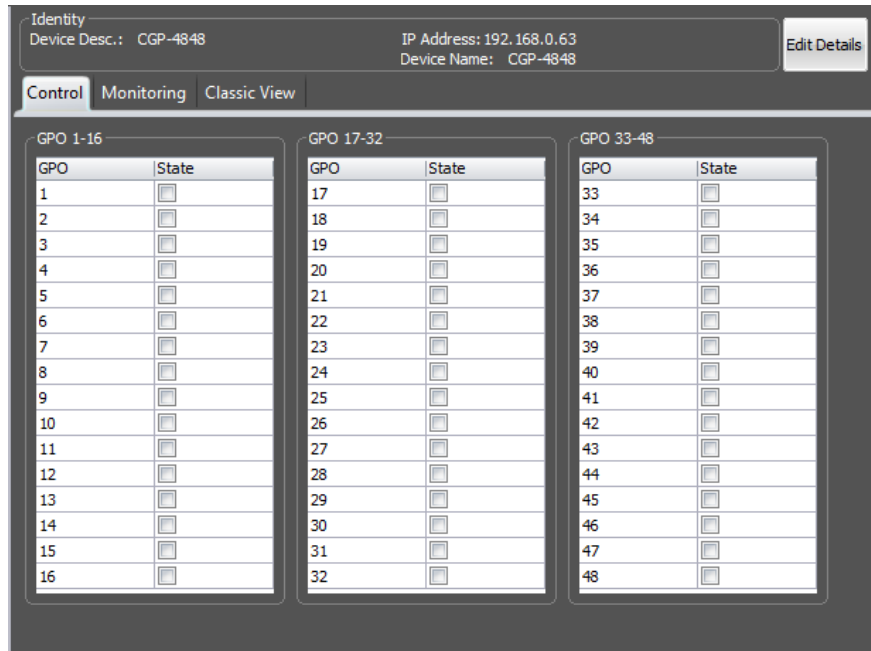 Identity
Device Desc.: CGP-4848 IP Address: 192.168.0.63
Device Name: CGP-4848
Edit Details
Control Monitoring Classic View
GPO 1-16 GPO 17-32 GPO 33-48
GPO State GPO State GPO State
1 17 33
2 18 34
3 19 35
4 20 36
5 21 37
6 22 38
7 23 39
8 24 40
9 25 41
10 26 42
11 27 43
12 28 44
13 29 45
14 30 46
15 31 47
16 32 48